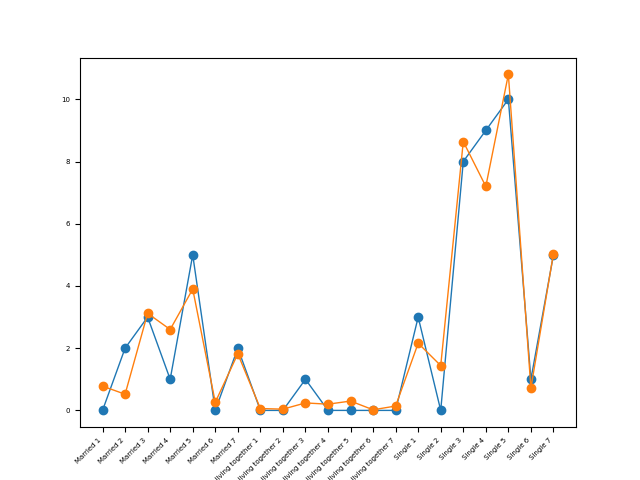 10
8
6
4
2
0
Married 1
Married 2
Married 3
Married 4
Married 5
Married 6
Married 7
living together 1
living together 2
living together 3
living together 4
living together 5
living together 6
living together 7
Single 1
Single 2
Single 3
Single 4
Single 5
Single 6
Single 7